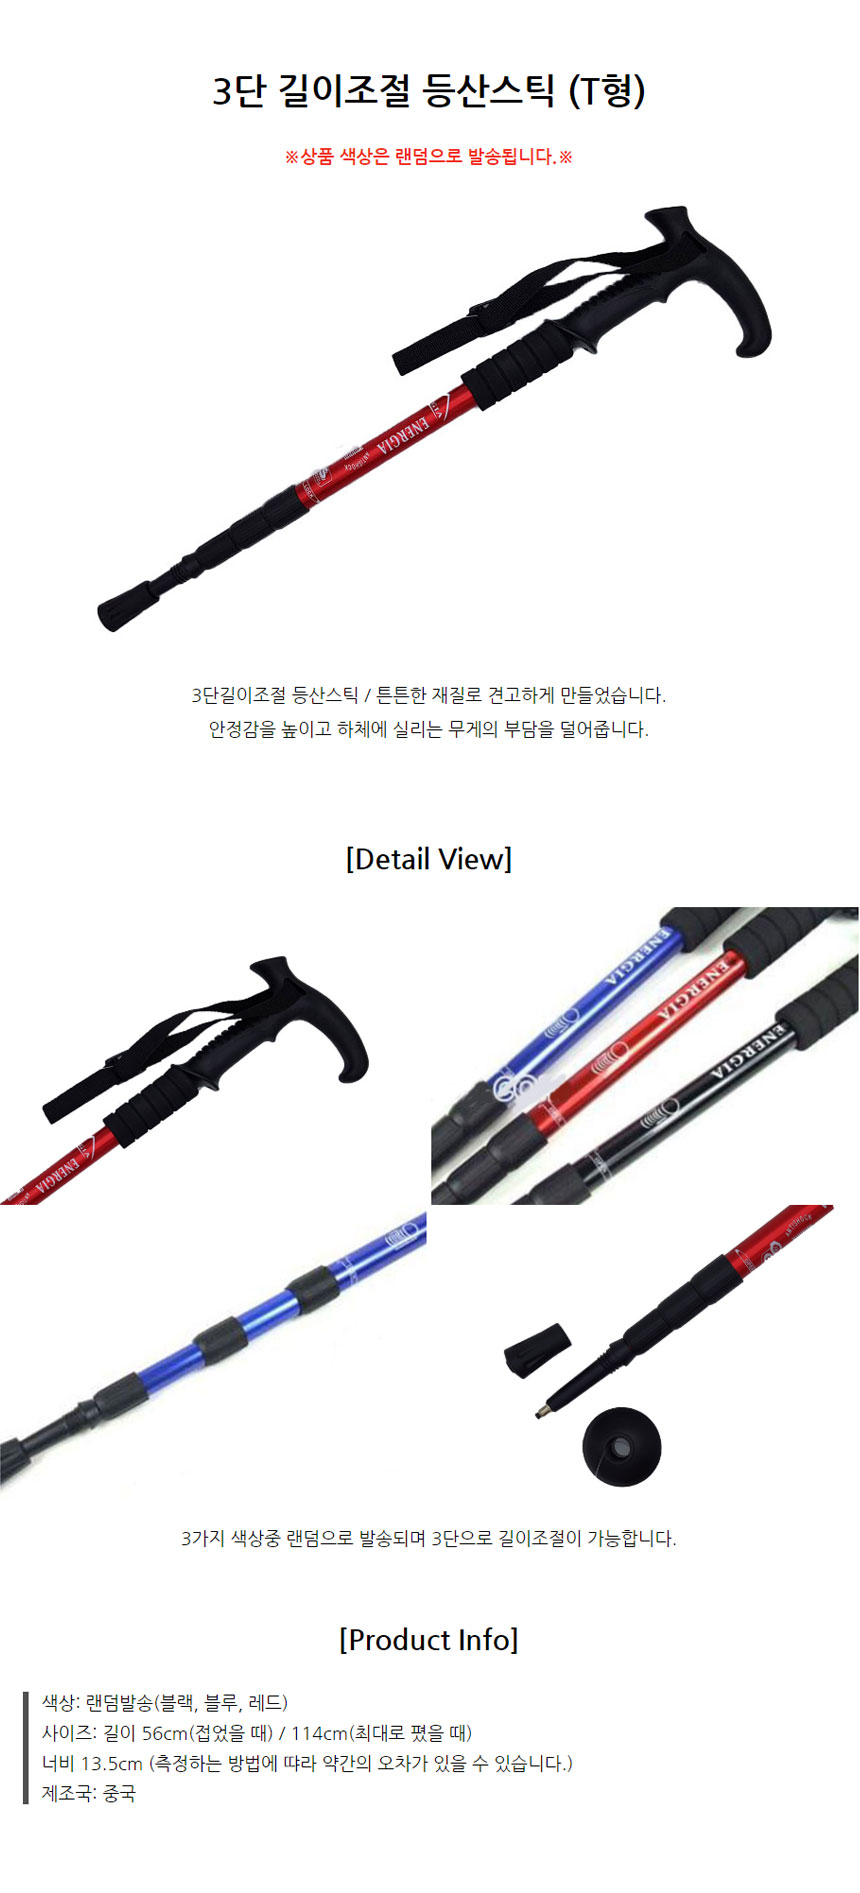 3단 길이조절 등산스틱 (T형)
※상품 색상은 랜덤으로 발송됩니다.※
ENERGIA
ANTISHOCK
3단길이조절 등산스틱 / 튼튼한 재질로 견고하게 만들었습니다.
안정감을 높이고 하체에 실리는 무게의 부담을 덜어줍니다.
[Detail View]
ENERGIA
ENERGIA
ENERGIA
ENERGIA
ANTISHOCK
3가지 색상중 랜덤으로 발송되며 3단으로 길이조절이 가능합니다.
[Product Info]
색상: 랜덤발송(블랙, 블루, 레드)
사이즈: 길이 56cm(접었을 때) / 114cm(최대로 폈을 때)
너비 13.5cm (측정하는 방법에 땨라 약간의 오차가 있을 수 있습니다.)
제조국: 중국